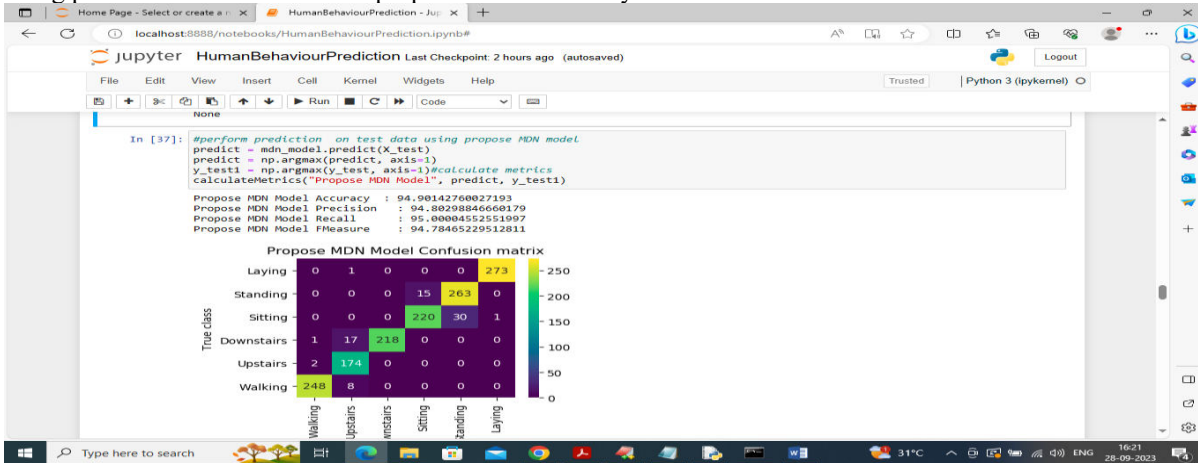 Home Page - Select or create a n
HumanBehaviourPrediction - Jup
localhost:8888/notebooks/HumanBehaviourPrediction.ipynb#
jupyter HumanBehaviourPrediction Last Checkpoint: 2 hours ago (autosaved)
Logout
File Edit View Insert Cell Kernel Widgets Help
Trusted
Python 3 (ipykernel)
Run
Code
None
In [37]: #perform prediction on test data using propose MDN model
predict = mdn_model.predict(X_test)
predict = np.argmax(predict, axis=1)
y_test1 = np.argmax(y_test, axis=1)#calculate metrics
calculateMetrics("Propose MDN Model", predict, y_test1)
Propose MDN Model Accuracy : 94.90142760027193
Propose MDN Model Precision : 94.80298846660179
Propose MDN Model Recall : 95.00004552551997
Propose MDN Model FMeasure : 94.78465229512811
Propose MDN Model Confusion matrix
Laying 0 1 0 0 0 273
Standing 0 0 0 15 263 0
Sitting 0 0 0 220 30 1
Downstairs 1 17 218 0 0 0
Upstairs 2 174 0 0 0 0
Walking 248 8 0 0 0 0
True class
250
200
150
100
50
0
Walking
Upstairs
wnstairs
Sitting
tanding
Laying
Type here to search
31°C
ENG
16:21
28-09-2023